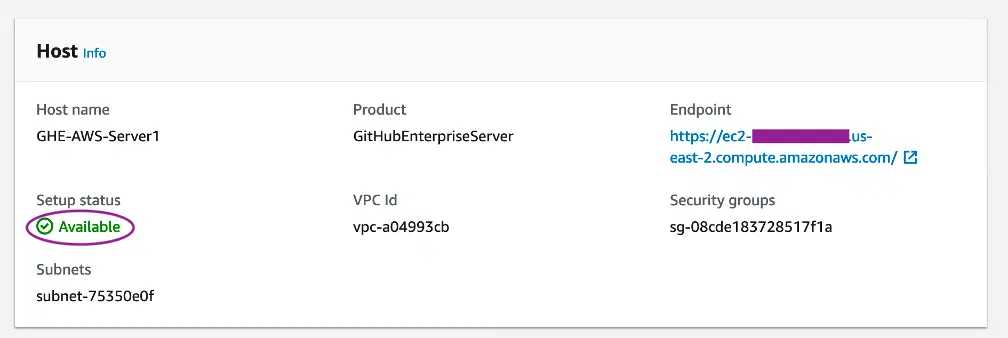 Host Info
Host name
GHE-AWS-Server1
Product
GitHubEnterpriseServer
Endpoint
https://ec2-.us-
east-2.compute.amazonaws.com/
Setup status
Available
VPC Id
vpc-a04993cb
Security groups
sg-08cde183728517f1a
Subnets
subnet-75350e0f